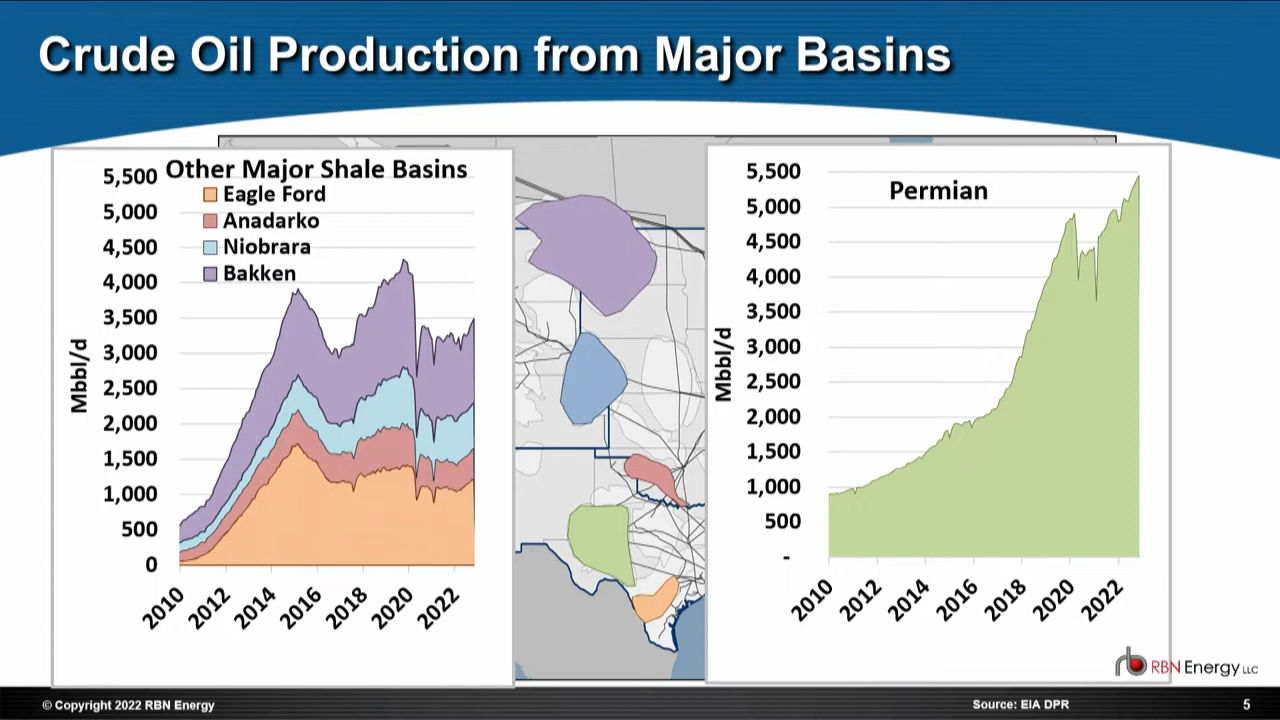 Crude Oil Production from Major Basins
Other Major Shale Basins
Eagle Ford
Anadarko
Niobrara
Bakken
5,500
5,000
4,500
4,000
3,500
3,000
2,500
2,000
1,500
1,000
500
0
Mbbl/d
2010 2012 2014 2016 2018 2020 2022
Permian
5,500
5,000
4,500
4,000
3,500
3,000
2,500
2,000
1,500
1,000
500
-
Mbbl/d
2010 2012 2014 2016 2018 2020 2022
RBN Energy LLC
© Copyright 2022 RBN Energy
Source: EIA DPR
5